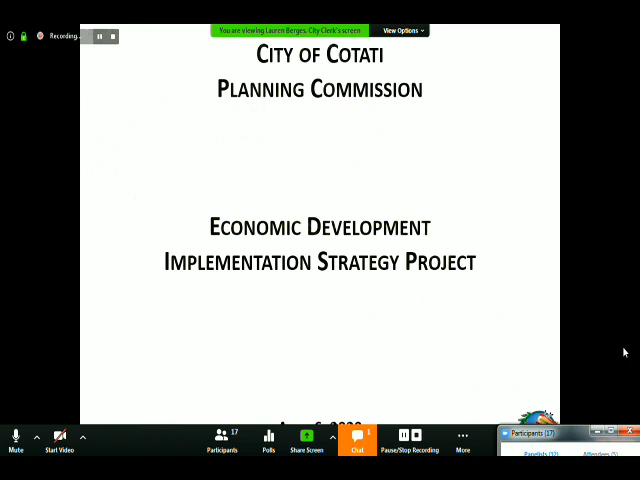 You are viewing Lauren Berges, City Clerk's screen
View Options
Recording...
CITY OF COTATI
PLANNING COMMISSION
ECONOMIC DEVELOPMENT
IMPLEMENTATION STRATEGY PROJECT
17
1
Participants (17)
Mute
Start Video
Participants
Polls
Share Screen
Chat
Pause/Stop Recording
More
Panelists (12)
Attendees (5)